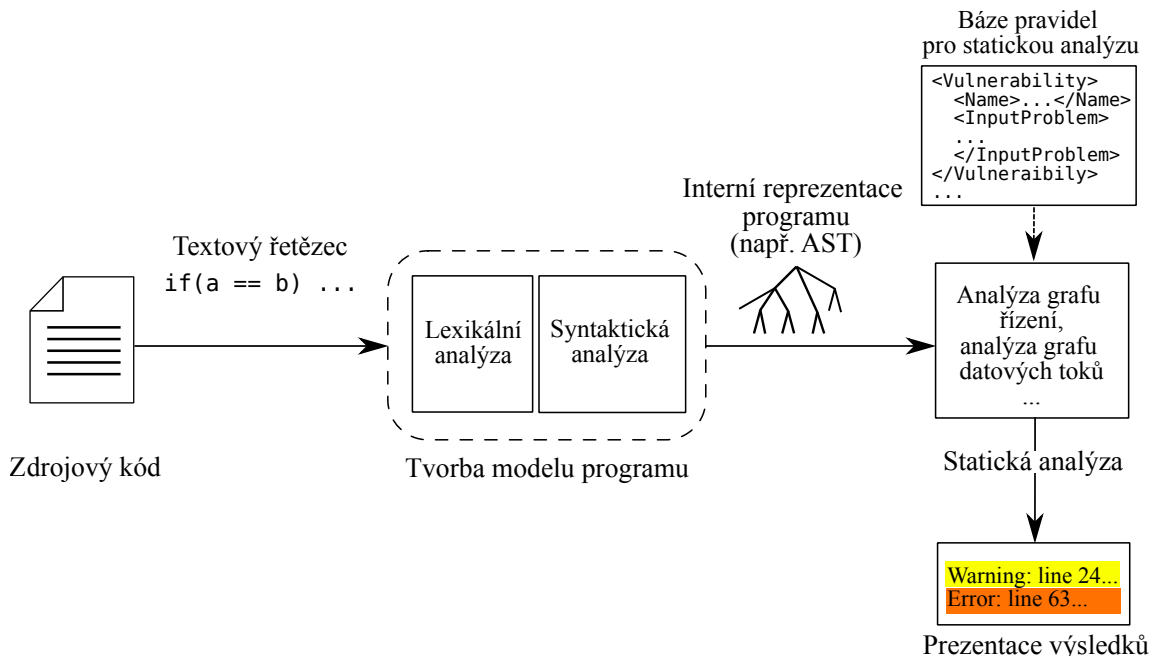 Báze pravidel
pro statickou analýzu
<Vulnerability>
<Name>...</Name>
<InputProblem>
...
</InputProblem>
</Vulneraibily>
...
Interní reprezentace
programu
(např. AST)
Textový řetězec
if(a == b) ...
Lexikální
analýza
Syntaktická
analýza
Analýza grafu
řízení,
analýza grafu
datových toků
...
Zdrojový kód
Tvorba modelu programu
Statická analýza
Warning: line 24...
Error: line 63...
Prezentace výsledků